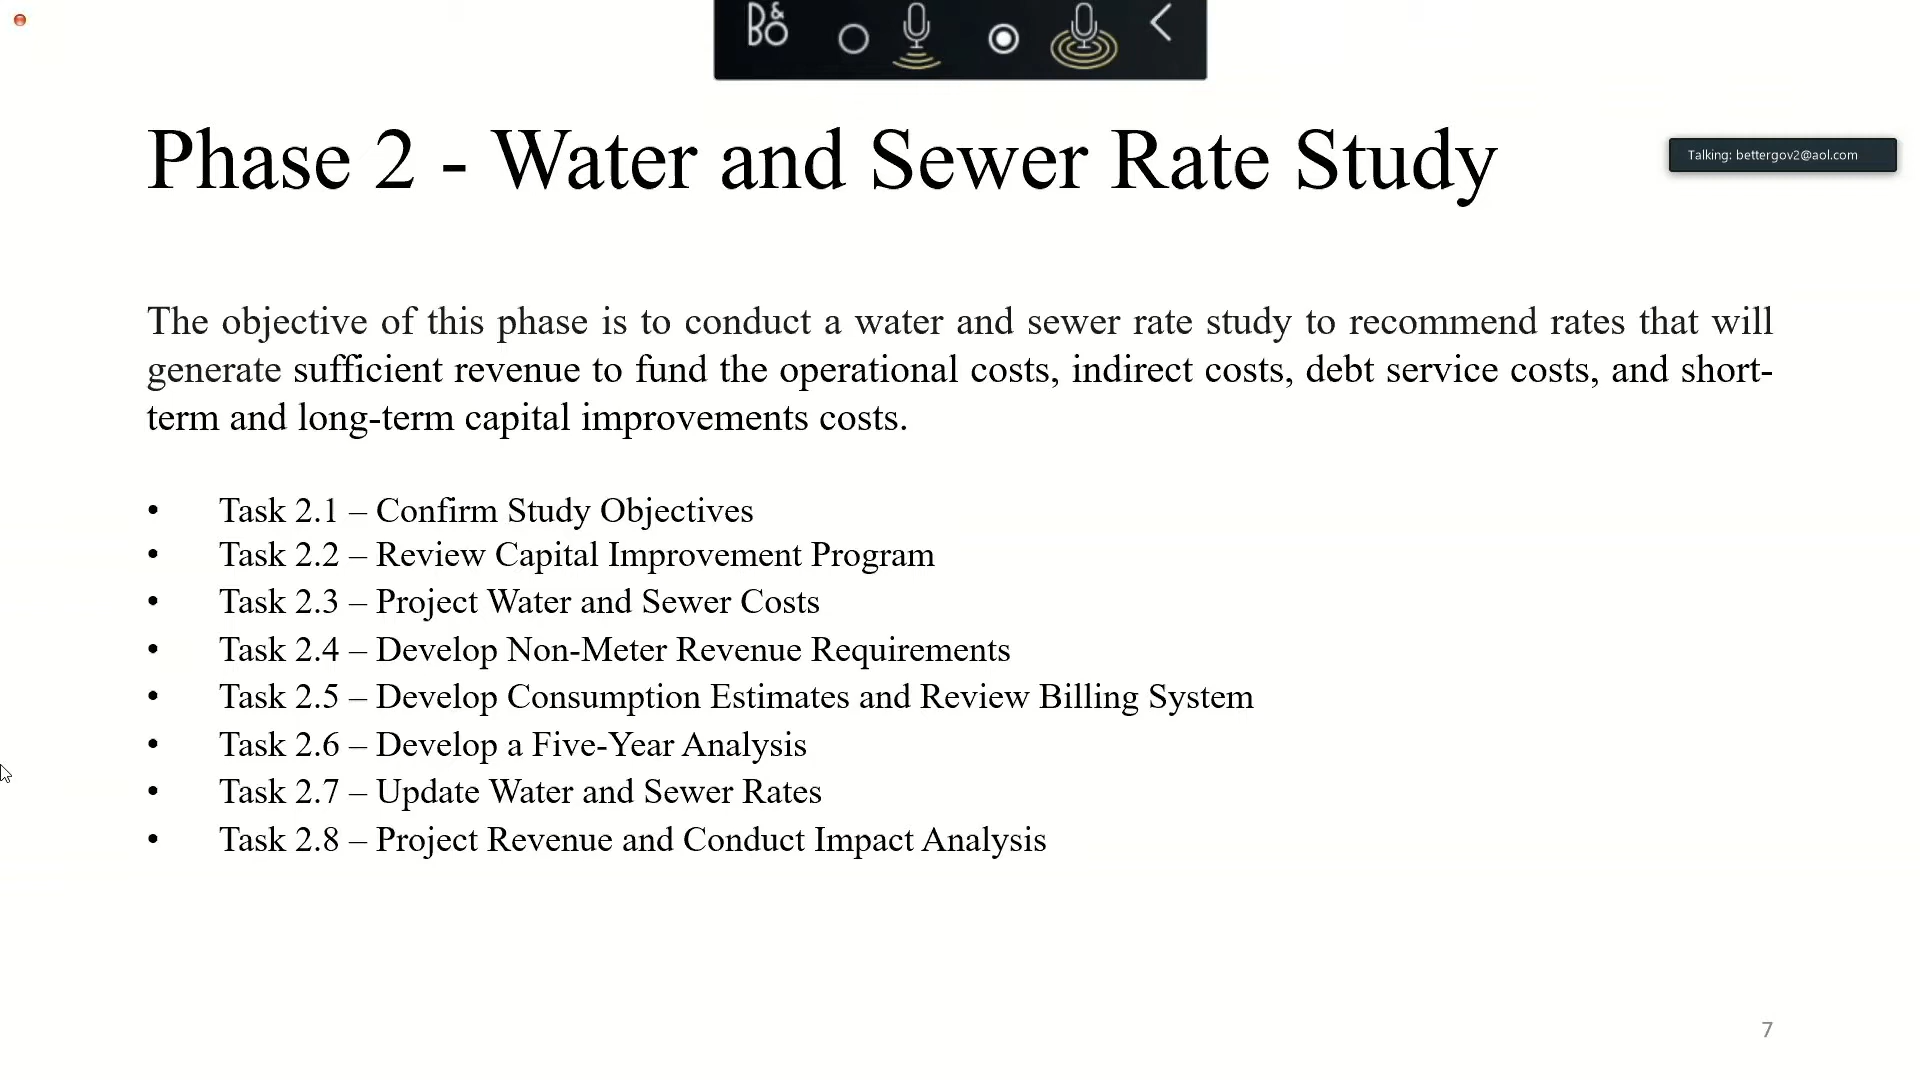 B&O
Phase 2 - Water and Sewer Rate Study
Talking: bettergov2@aol.com
The objective of this phase is to conduct a water and sewer rate study to recommend rates that will
generate sufficient revenue to fund the operational costs, indirect costs, debt service costs, and short-
term and long-term capital improvements costs.
• Task 2.1 – Confirm Study Objectives
• Task 2.2 – Review Capital Improvement Program
• Task 2.3 – Project Water and Sewer Costs
• Task 2.4 – Develop Non-Meter Revenue Requirements
• Task 2.5 – Develop Consumption Estimates and Review Billing System
• Task 2.6 – Develop a Five-Year Analysis
• Task 2.7 – Update Water and Sewer Rates
• Task 2.8 – Project Revenue and Conduct Impact Analysis
7